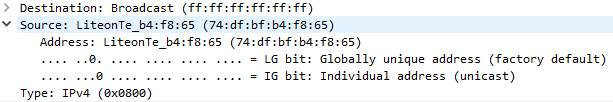 Destination: Broadcast (ff:ff:ff:ff:ff:ff)
Source: LiteonTe_b4:f8:65 (74:df:bf:b4:f8:65)
Address: LiteonTe_b4:f8:65 (74:df:bf:b4:f8:65)
.... ..0. .... .... .... .... = LG bit: Globally unique address (factory default)
.... ...0 .... .... .... .... = IG bit: Individual address (unicast)
Type: IPv4 (0x0800)